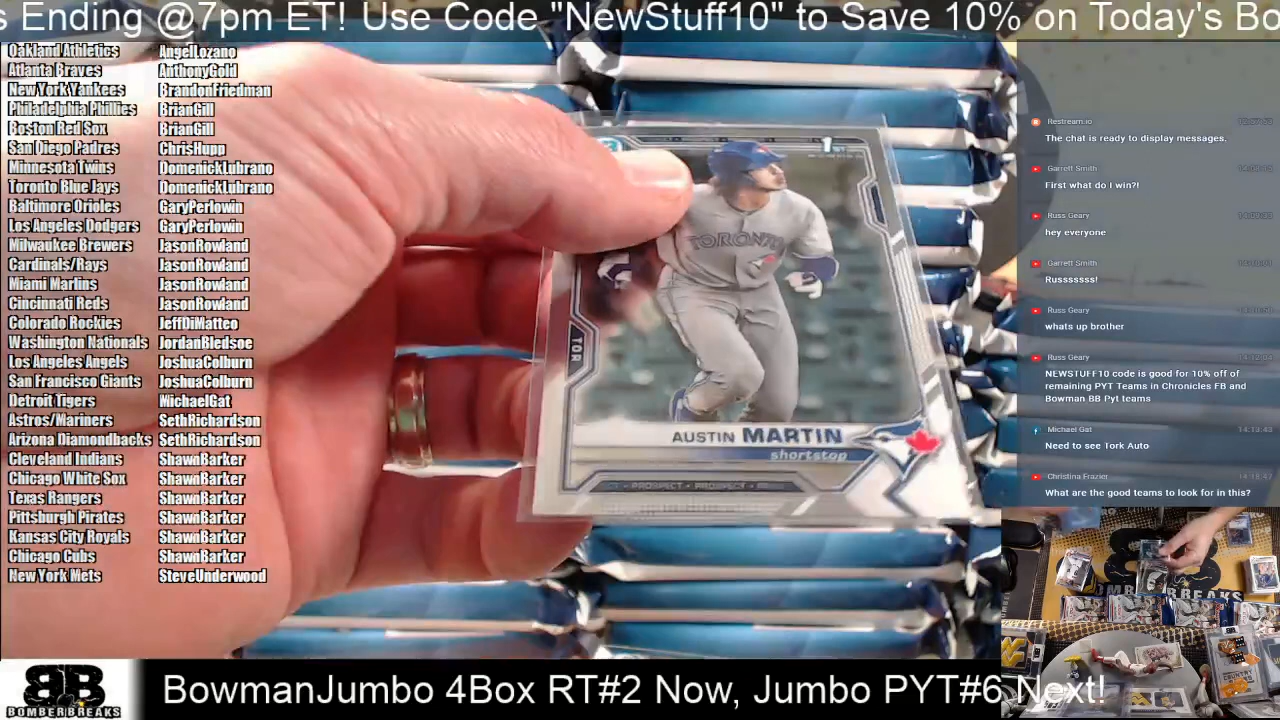 s Ending @7pm ET! Use Code "NewStuff10" to Save 10% on Today's Bo
Oakland Athletics AngelLozano
Atlanta Braves AnthonyGold
New York Yankees BrandonFriedman
Philadelphia Phillies BrianGill
Boston Red Sox BrianGill
San Diego Padres ChrisHupp
Minnesota Twins DomenickLubrano
Toronto Blue Jays DomenickLubrano
Baltimore Orioles GaryPerlowin
Los Angeles Dodgers GaryPerlowin
Milwaukee Brewers JasonRowland
Cardinals/Rays JasonRowland
Miami Marlins JasonRowland
Cincinnati Reds JasonRowland
Colorado Rockies JeffDiMatteo
Washington Nationals JordanBledsoe
Los Angeles Angels JoshuaColburn
San Francisco Giants JoshuaColburn
Detroit Tigers MichaelGat
Astros/Mariners SethRichardson
Arizona Diamondbacks SethRichardson
Cleveland Indians ShawnBarker
Chicago White Sox ShawnBarker
Texas Rangers ShawnBarker
Pittsburgh Pirates ShawnBarker
Kansas City Royals ShawnBarker
Chicago Cubs ShawnBarker
New York Mets SteveUnderwood
1ST
TORONTO
TOR
AUSTIN MARTIN
shortstop
PROSPECT • PROSPECT
Restream.io
The chat is ready to display messages.
Garrett Smith
First what do I win?!
Russ Geary
hey everyone
Garrett Smith
Russsssss!
Russ Geary
whats up brother
Russ Geary
NEWSTUFF10 code is good for 10% off of
remaining PYT Teams in Chronicles FB and
Bowman BB Pyt teams
Michael Gat
Need to see Tork Auto
Christina Frazier
What are the good teams to look for in this?
BB
BOMBERBREAKS
BowmanJumbo 4Box RT#2 Now, Jumbo PYT#6 Next!